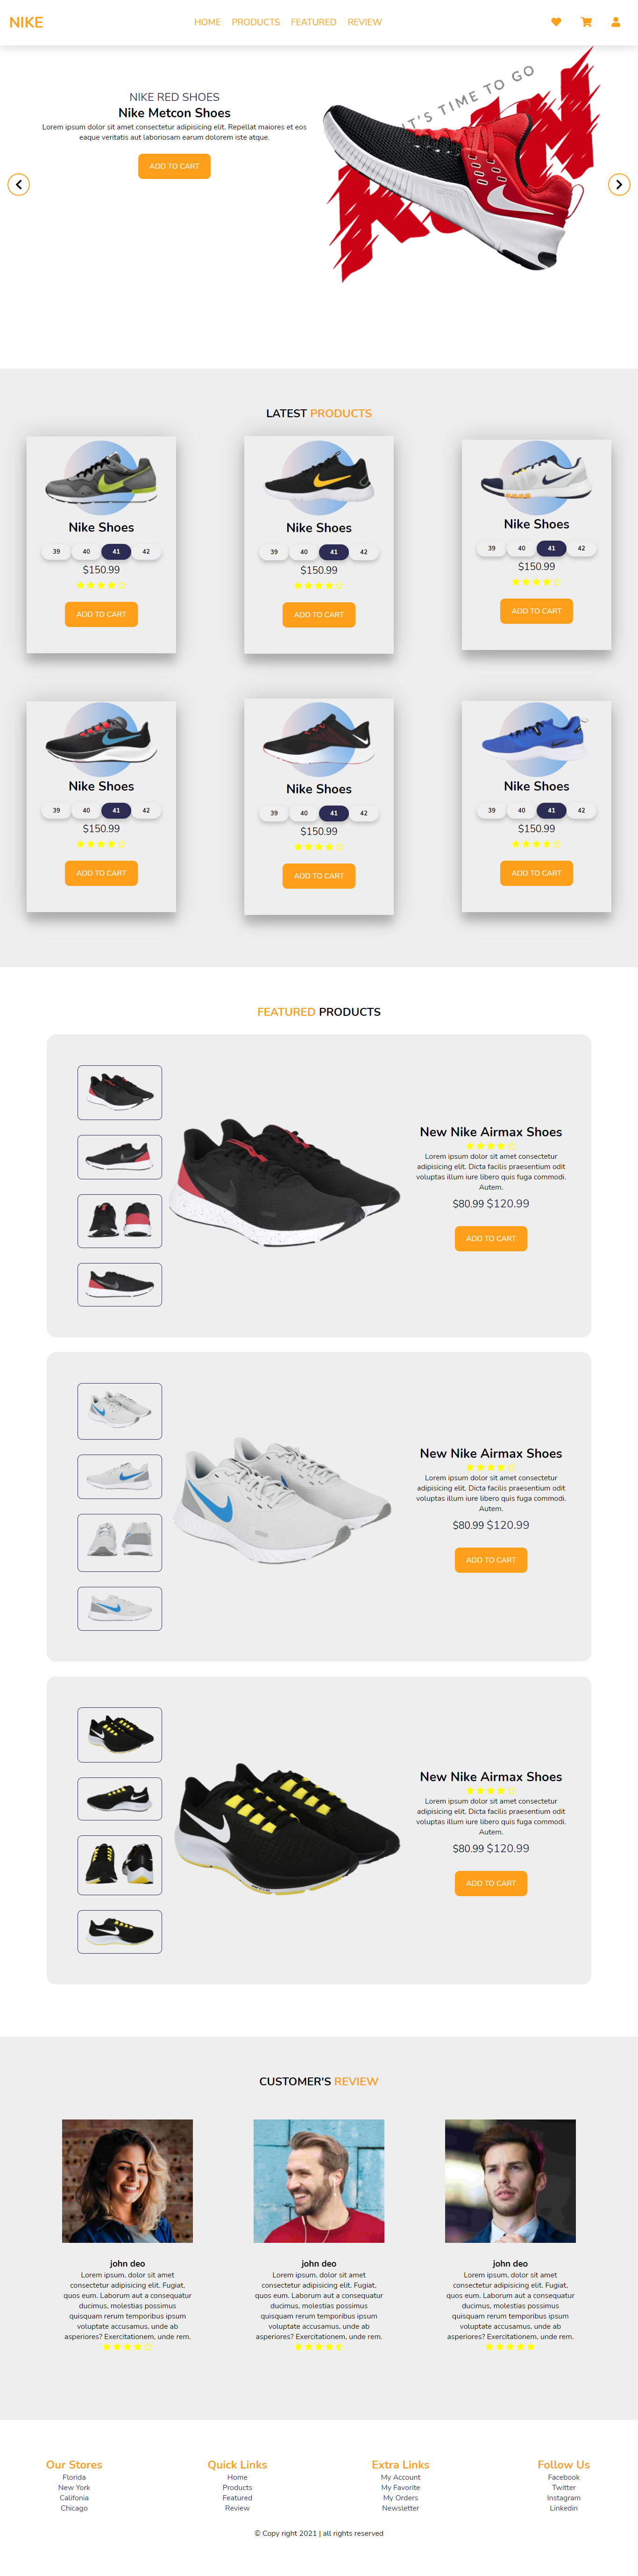 NIKE
HOME PRODUCTS FEATURED REVIEW
NIKE RED SHOES
Nike Metcon Shoes
Lorem ipsum dolor sit amet consectetur adipisicing elit. Repellat maiores et eos
eaque veritatis aut laboriosam earum dolorem iste atque.
ADD TO CART
IT'S TIME TO GO
LATEST PRODUCTS
Nike Shoes
39 40 41 42
$150.99
ADD TO CART
Nike Shoes
39 40 41 42
$150.99
ADD TO CART
Nike Shoes
39 40 41 42
$150.99
ADD TO CART
Nike Shoes
39 40 41 42
$150.99
ADD TO CART
Nike Shoes
39 40 41 42
$150.99
ADD TO CART
Nike Shoes
39 40 41 42
$150.99
ADD TO CART
FEATURED PRODUCTS
New Nike Airmax Shoes
Lorem ipsum dolor sit amet consectetur
adipisicing elit. Dicta facilis praesentium odit
voluptas illum iure libero quis fuga commodi.
Autem.
$80.99 $120.99
ADD TO CART
New Nike Airmax Shoes
Lorem ipsum dolor sit amet consectetur
adipisicing elit. Dicta facilis praesentium odit
voluptas illum iure libero quis fuga commodi.
Autem.
$80.99 $120.99
ADD TO CART
New Nike Airmax Shoes
Lorem ipsum dolor sit amet consectetur
adipisicing elit. Dicta facilis praesentium odit
voluptas illum iure libero quis fuga commodi.
Autem.
$80.99 $120.99
ADD TO CART
CUSTOMER'S REVIEW
john deo
Lorem ipsum, dolor sit amet
consectetur adipisicing elit. Fugiat,
quos eum. Laborum aut a consequatur
ducimus, molestias possimus
quisquam rerum temporibus ipsum
voluptate accusamus, unde ab
asperiores? Exercitationem, unde rem.
john deo
Lorem ipsum, dolor sit amet
consectetur adipisicing elit. Fugiat,
quos eum. Laborum aut a consequatur
ducimus, molestias possimus
quisquam rerum temporibus ipsum
voluptate accusamus, unde ab
asperiores? Exercitationem, unde rem.
john deo
Lorem ipsum, dolor sit amet
consectetur adipisicing elit. Fugiat,
quos eum. Laborum aut a consequatur
ducimus, molestias possimus
quisquam rerum temporibus ipsum
voluptate accusamus, unde ab
asperiores? Exercitationem, unde rem.
Our Stores
Florida
New York
Califonia
Chicago
Quick Links
Home
Products
Featured
Review
Extra Links
My Account
My Favorite
My Orders
Newsletter
Follow Us
Facebook
Twitter
Instagram
Linkedin
© Copy right 2021 | all rights reserved